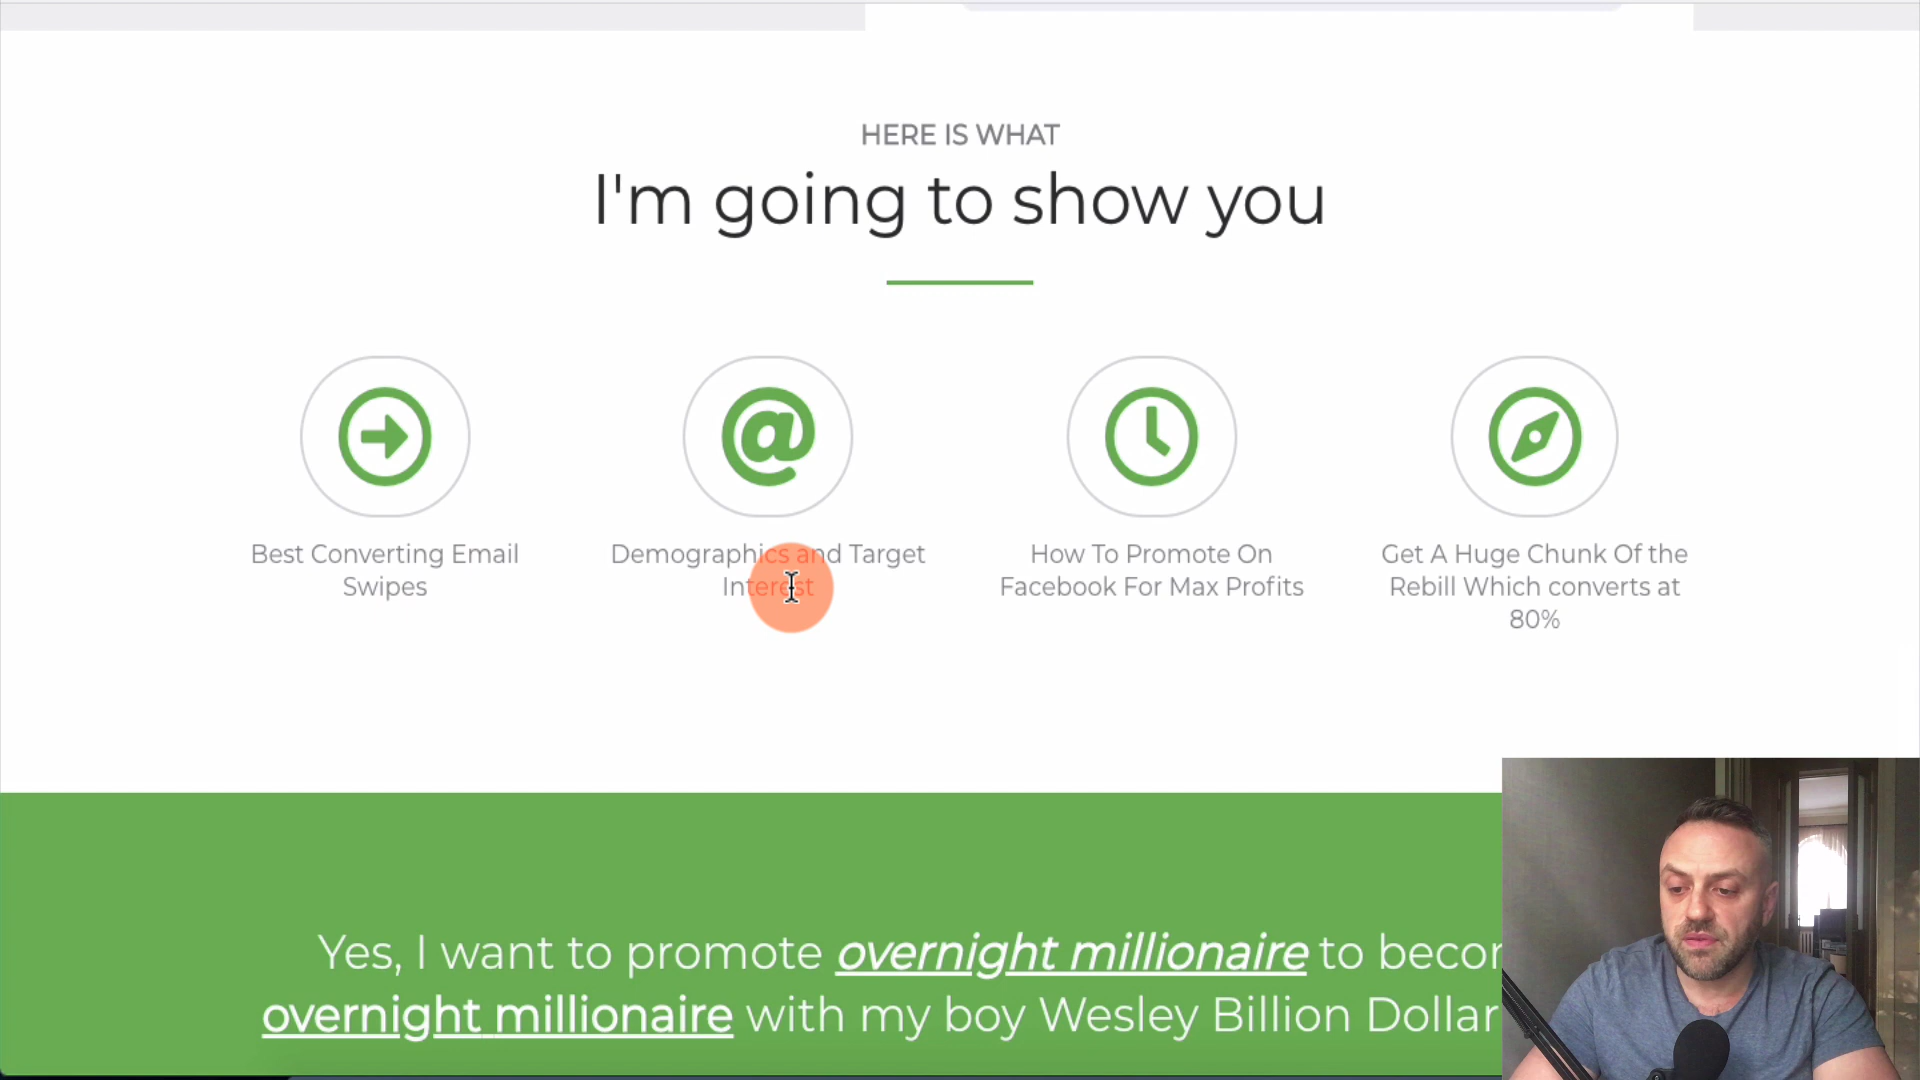 HERE IS WHAT
I'm going to show you
Best Converting Email
Swipes
Demographics and Target
Interest
How To Promote On
Facebook For Max Profits
Get A Huge Chunk Of the
Rebill Which converts at
80%
Yes, I want to promote overnight millionaire to
overnight millionaire with my boy Wesley Billion Dollar